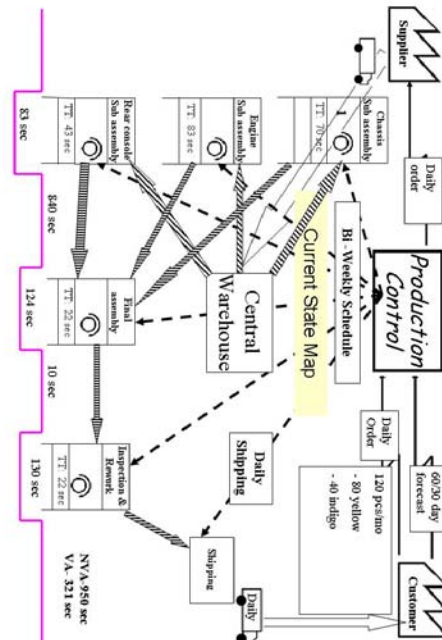 Supplier
Daily
order
Production
Control
60/30 day
forecast
Daily
Order
Customer
120 pcs/mo
- 80 yellow
- 40 indigo
Bi -Weekly Schedule
Current State Map
Daily
Shipping
Daily
Chassis
Sub assembly
1
TT: 70 sec
Engine
Sub assembly
TT: 83 sec
Rear console
Sub assembly
TT: 43 sec
Central
Warehouse
Final
assembly
TT: 22 sec
Inspection &
Rework
TT: 22 sec
Shipping
83 sec
840 sec
124 sec
10 sec
130 sec
NVA-950 sec
VA- 321 sec